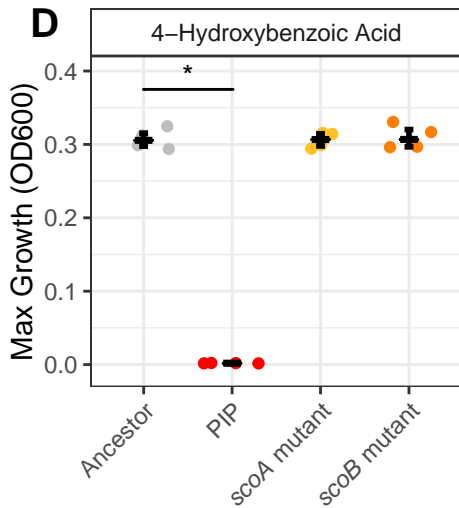 D
4−Hydroxybenzoic Acid
*
Max Growth (OD600)
0.4
0.3
0.2
0.1
0.0
Ancestor
PIP
scoA mutant
scoB mutant